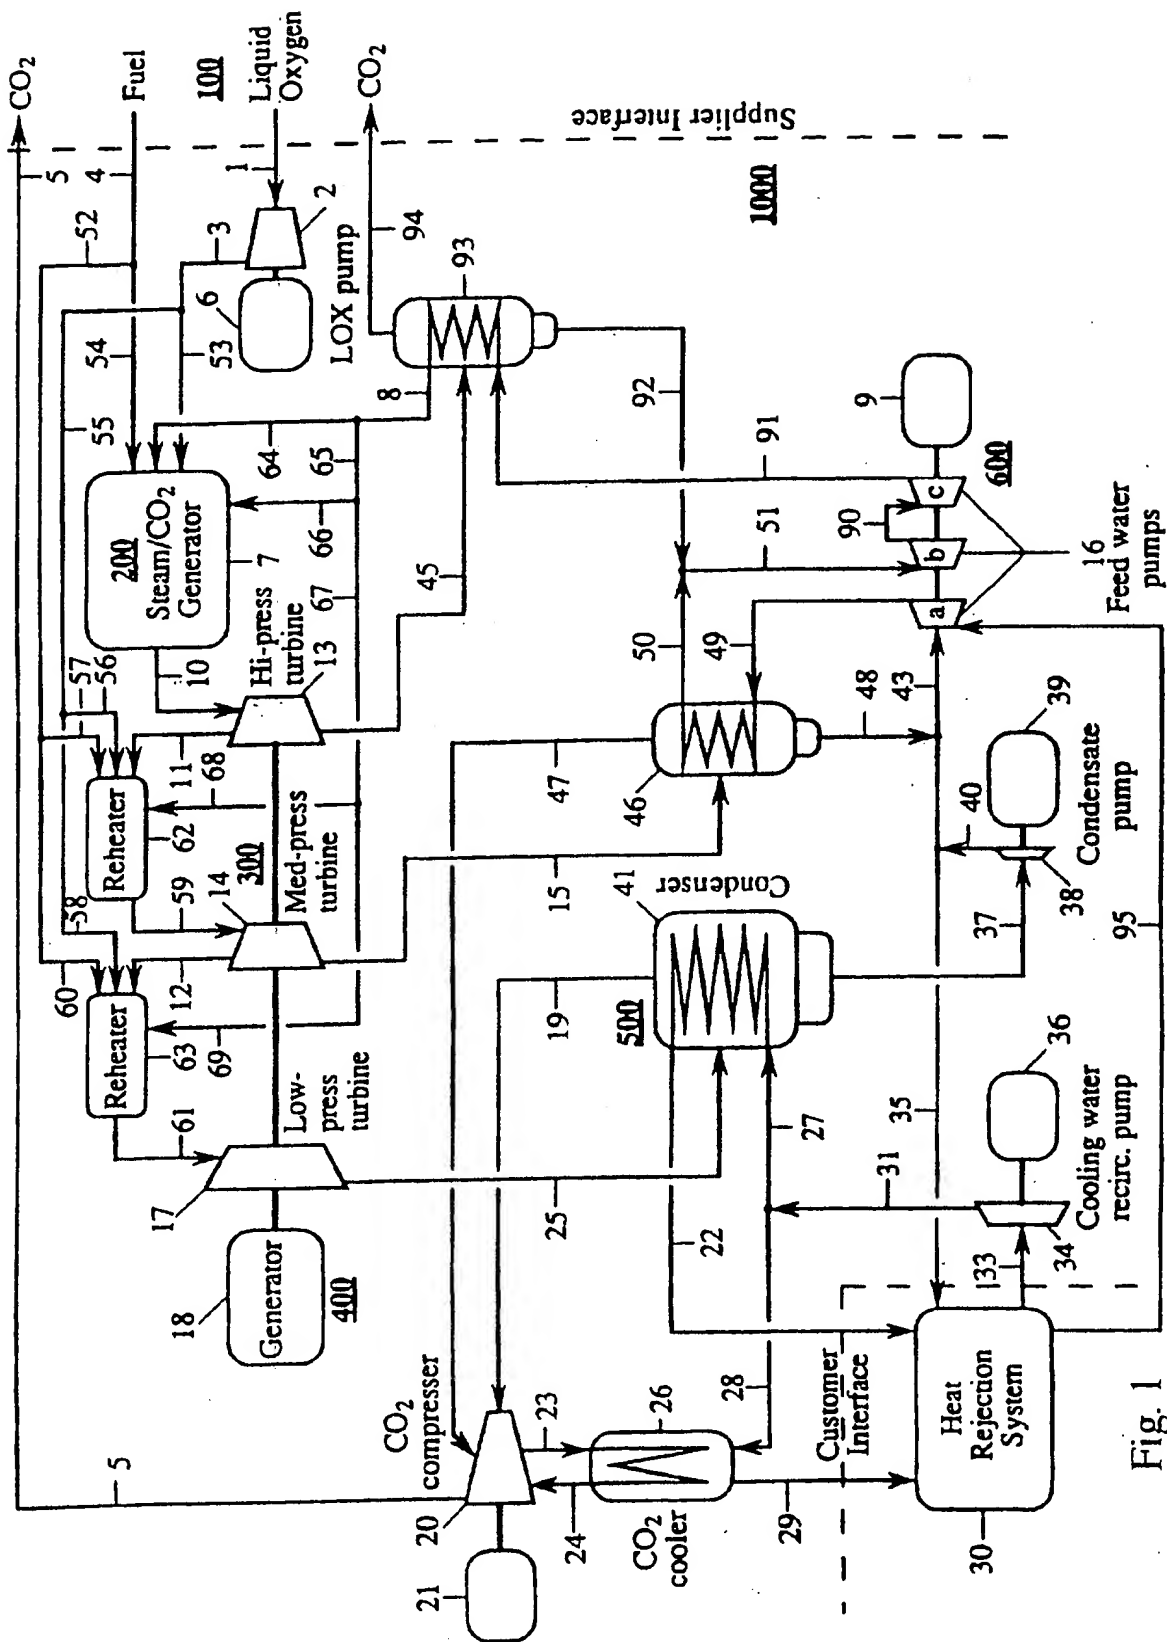 CO₂
Fuel
100
Liquid
Oxygen
CO₂
Supplier Interface
1000
5
4
1
52
3
2
94
54
53
6
LOX pump
93
55
8
92
9
200
Steam/CO₂
Generator
64
65
91
600
7
66
c
90
10
67
45
51
b
16
Feed water
pumps
57
56
Hi-press
turbine
13
50
49
a
11
68
47
46
48
43
39
Reheater
62
300
Med-press
turbine
40
Condensate
pump
58
59
14
15
41
Condenser
37
38
95
60
12
19
500
Reheater
63
69
36
61
Low-
press
turbine
27
35
31
Cooling water
recirc. pump
17
25
22
34
33
18
Generator
400
CO₂
compresser
23
26
28
Customer
Interface
Heat
Rejection
System
5
20
24
CO₂
cooler
29
30
21
Fig. 1